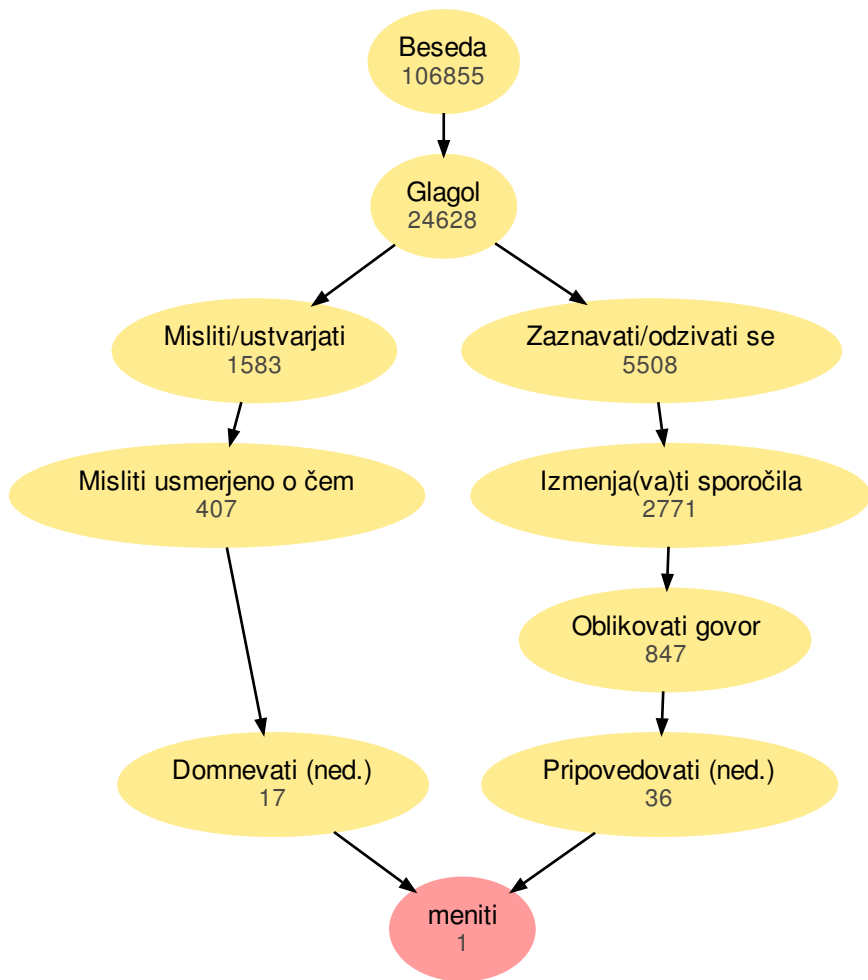 Beseda
106855
Glagol
24628
Misliti/ustvarjati
1583
Zaznavati/odzivati se
5508
Misliti usmerjeno o čem
407
Izmenja(va)ti sporočila
2771
Oblikovati govor
847
Domnevati (ned.)
17
Pripovedovati (ned.)
36
meniti
1